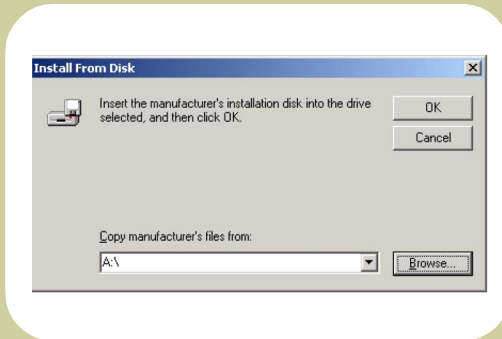 Install From Disk
Insert the manufacturer's installation disk into the drive
selected, and then click OK.
OK
Cancel
Copy manufacturer's files from:
A:\
Browse...